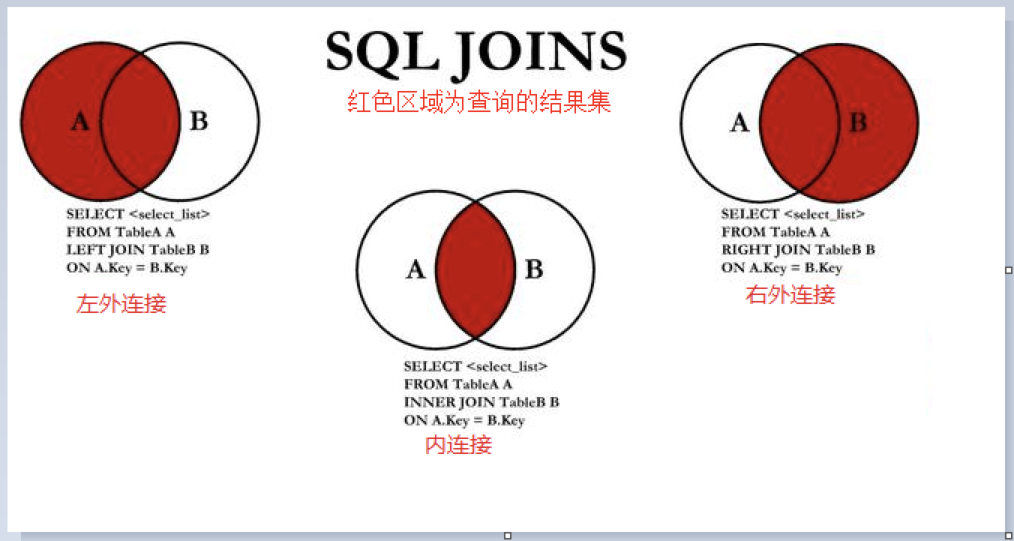 SQL JOINS
红色区域为查询的结果集
A
B
SELECT <select_list>
FROM TableA A
LEFT JOIN TableB B
ON A.Key = B.Key
左外连接
A
B
SELECT <select_list>
FROM TableA A
INNER JOIN TableB B
ON A.Key = B.Key
内连接
A
B
SELECT <select_list>
FROM TableA A
RIGHT JOIN TableB B
ON A.Key = B.Key
右外连接